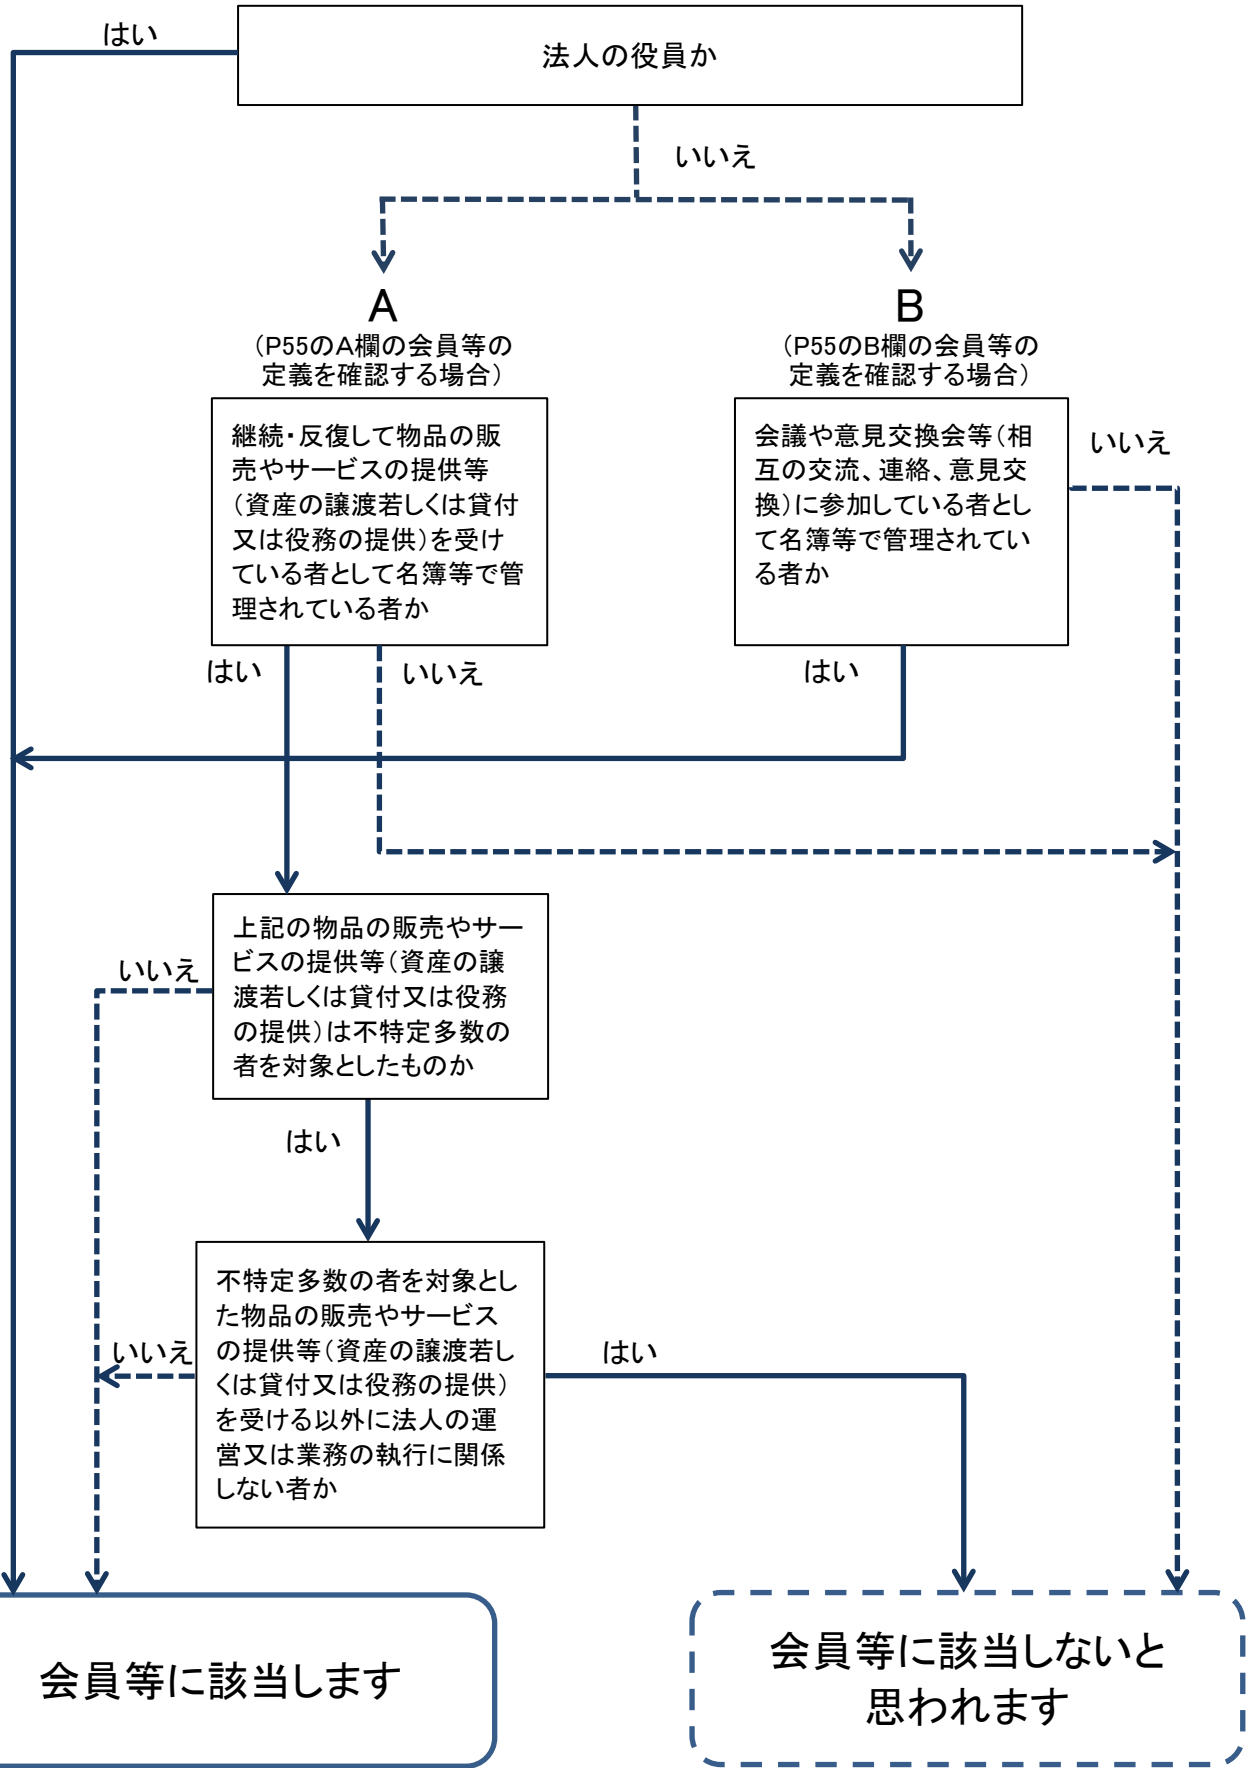 はい
法人の役員か
いいえ
A
（P55のA欄の会員等の
定義を確認する場合）
B
（P55のB欄の会員等の
定義を確認する場合）
継続・反復して物品の販
売やサービスの提供等
（資産の譲渡若しくは貸付
又は役務の提供）を受け
ている者として名簿等で管
理されている者か
会議や意見交換会等（相
互の交流、連絡、意見交
換）に参加している者とし
て名簿等で管理されてい
る者か
いいえ
はい
いいえ
はい
上記の物品の販売やサー
ビスの提供等（資産の譲
渡若しくは貸付又は役務
の提供）は不特定多数の
者を対象としたものか
いいえ
はい
不特定多数の者を対象とし
た物品の販売やサービス
の提供等（資産の譲渡若し
くは貸付又は役務の提供）
を受ける以外に法人の運
営又は業務の執行に関係
しない者か
いいえ
はい
会員等に該当します
会員等に該当しないと
思われます